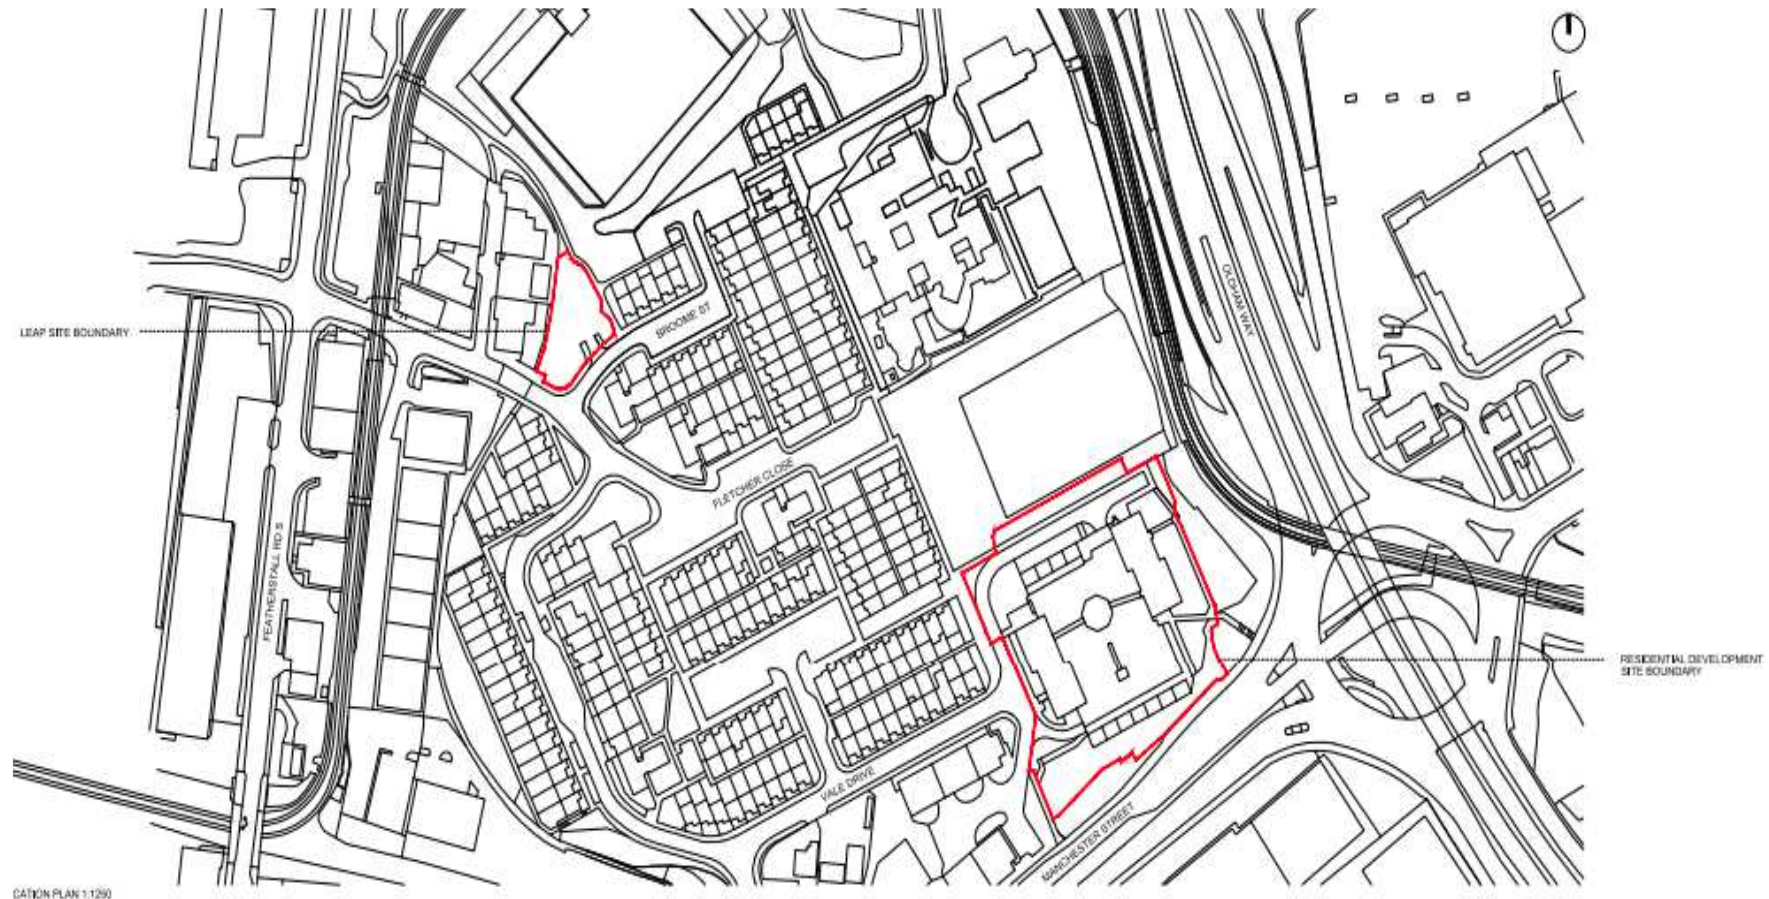 OLDHAM WAY
LEAP SITE BOUNDARY
BROOME ST
FLETCHER CLOSE
FEATHERSTALL RD S
RESIDENTIAL DEVELOPMENT
SITE BOUNDARY
VALE DRIVE
MANCHESTER STREET
CATION PLAN 1:1250